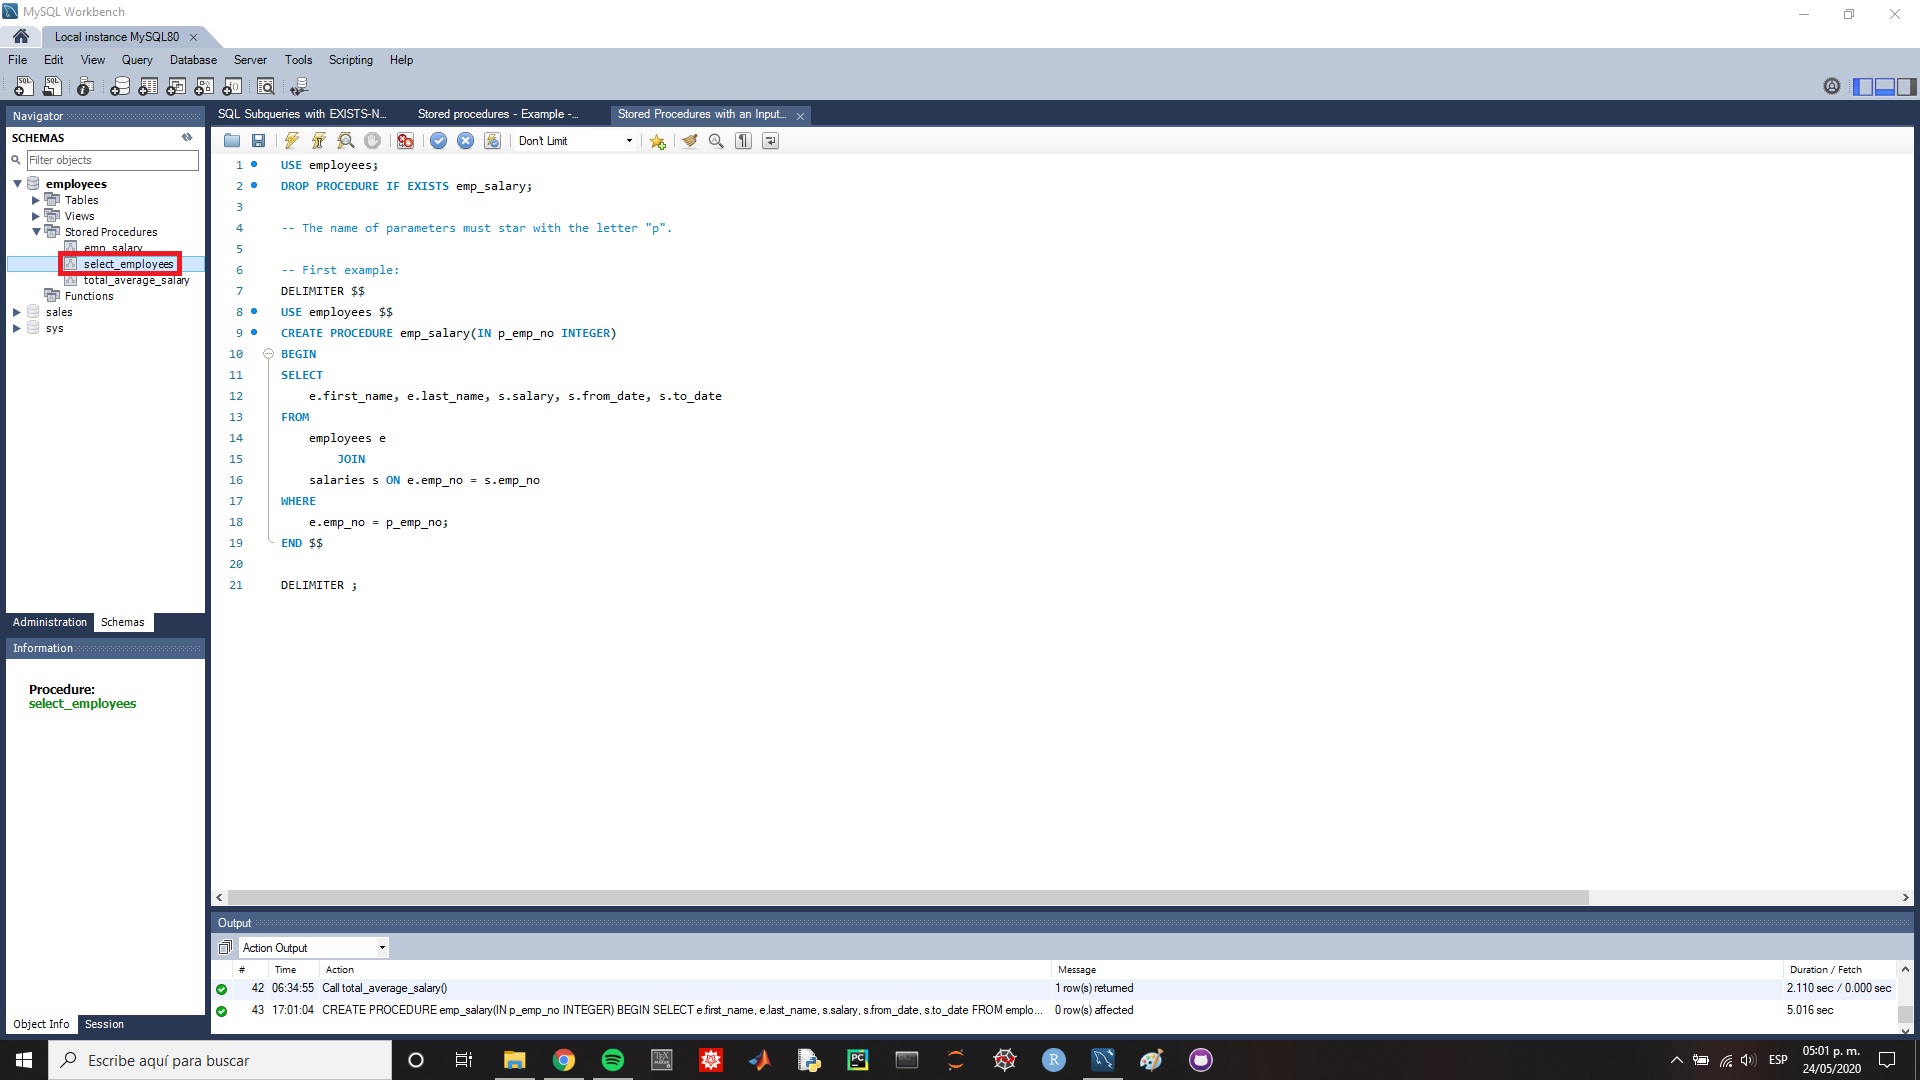 MySQL Workbench
Local instance MySQL80
File Edit View Query Database Server Tools Scripting Help
Navigator
SCHEMAS
Filter objects
employees
Tables
Views
Stored Procedures
emp_salary
select_employees
total_average_salary
Functions
sales
sys
Administration Schemas
Information
Procedure:
select_employees
Object Info Session
SQL Subqueries with EXISTS-N... Stored procedures - Example -... Stored Procedures with an Input...
Don't Limit
1 USE employees;
2 DROP PROCEDURE IF EXISTS emp_salary;
3
4 -- The name of parameters must star with the letter "p".
5
6 -- First example:
7 DELIMITER $$
8 USE employees $$
9 CREATE PROCEDURE emp_salary(IN p_emp_no INTEGER)
10 BEGIN
11 SELECT
12 e.first_name, e.last_name, s.salary, s.from_date, s.to_date
13 FROM
14 employees e
15 JOIN
16 salaries s ON e.emp_no = s.emp_no
17 WHERE
18 e.emp_no = p_emp_no;
19 END $$
20
21 DELIMITER ;
Output
Action Output
# Time Action Message Duration / Fetch
42 06:34:55 Call total_average_salary() 1 row(s) returned 2.110 sec / 0.000 sec
43 17:01:04 CREATE PROCEDURE emp_salary(IN p_emp_no INTEGER) BEGIN SELECT e.first_name, e.last_name, s.salary, s.from_date, s.to_date FROM emplo... 0 row(s) affected 5.016 sec
Escribe aquí para buscar
ESP
05:01 p. m.
24/05/2020